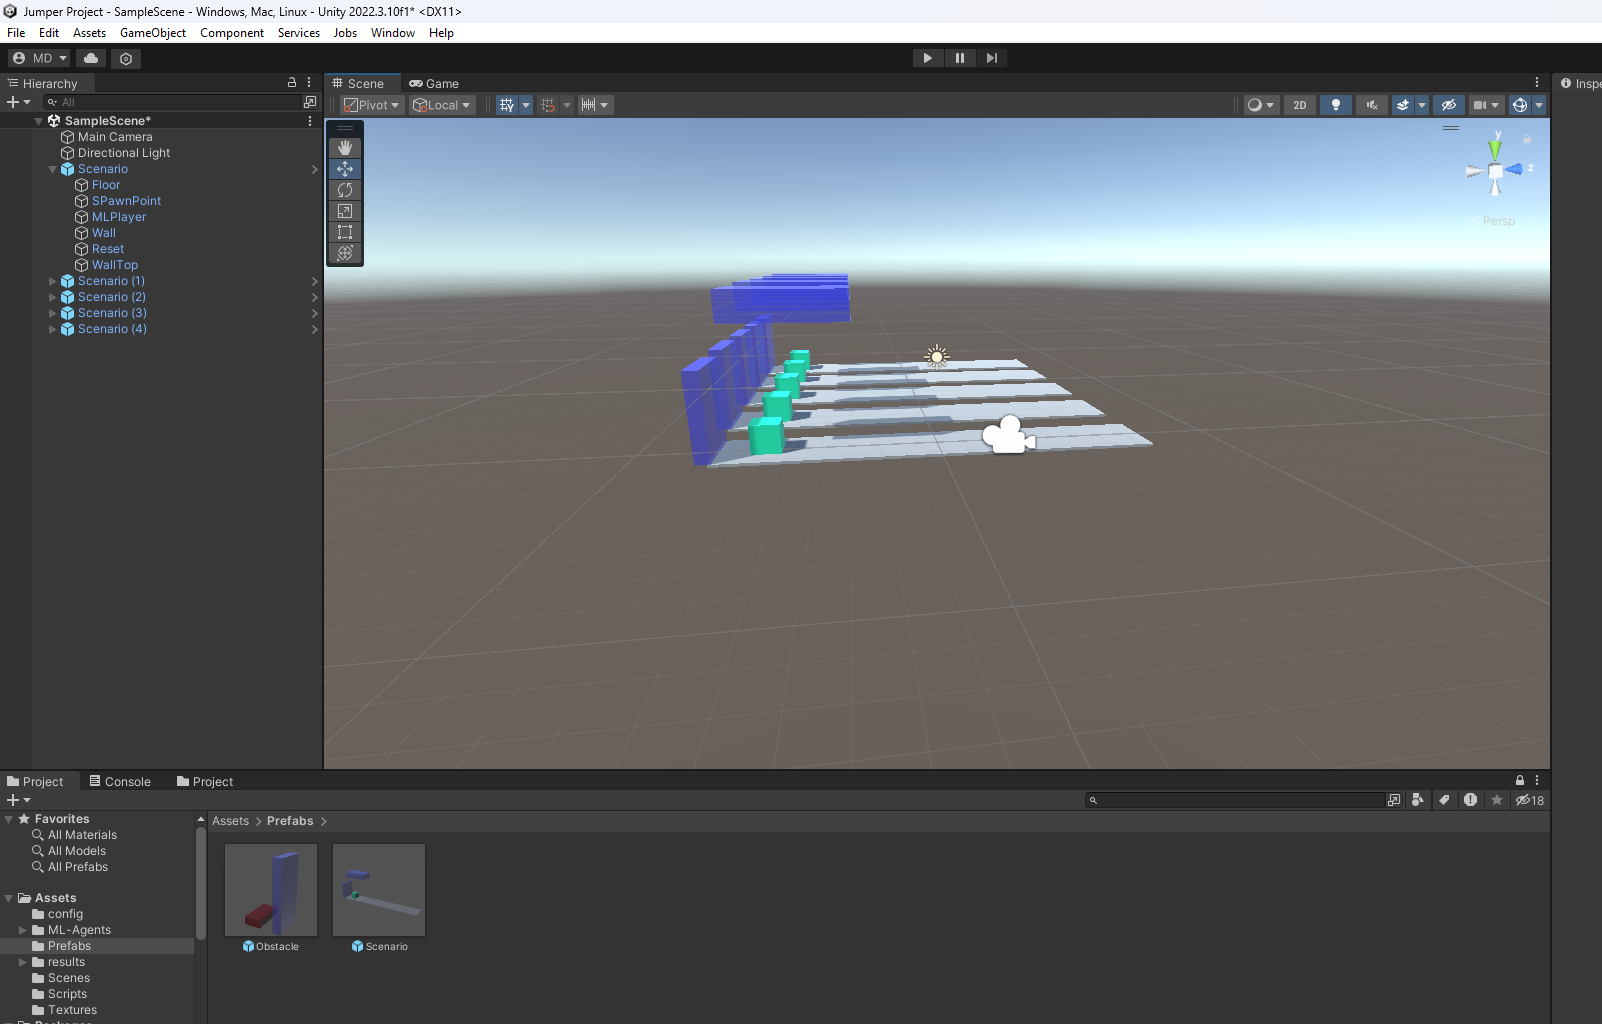 Jumper Project - SampleScene - Windows, Mac, Linux - Unity 2022.3.10f1* <DX11>
File Edit Assets GameObject Component Services Jobs Window Help
MD
Hierarchy
All
SampleScene*
Main Camera
Directional Light
Scenario
Floor
SPawnPoint
MLPlayer
Wall
Reset
WallTop
Scenario (1)
Scenario (2)
Scenario (3)
Scenario (4)
Scene Game
Pivot Local 2D
y
z
Persp
Inspe
Project Console Project
18
Favorites
All Materials
All Models
All Prefabs
Assets
config
ML-Agents
Prefabs
results
Scenes
Scripts
Textures
Assets > Prefabs >
Obstacle Scenario